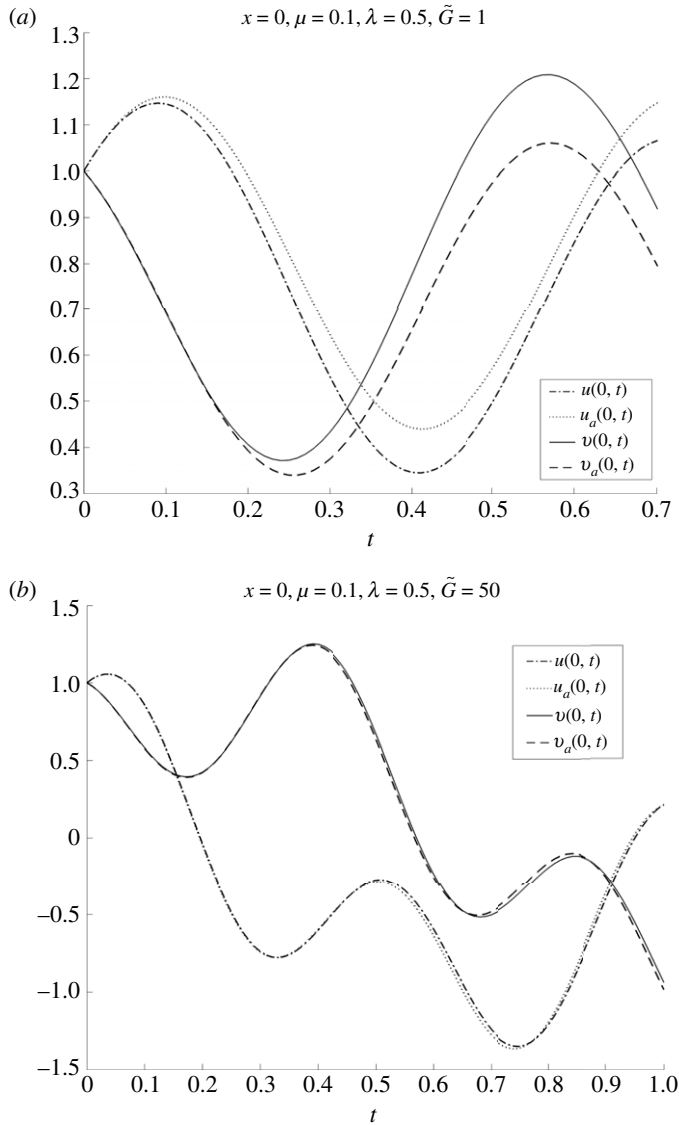 (a) x = 0, μ = 0.1, λ = 0.5, G̃ = 1
1.3
1.2
1.1
1.0
0.9
0.8
0.7
0.6
0.5
0.4
0.3
u(0, t)
u_a(0, t)
υ(0, t)
υ_a(0, t)
0 0.1 0.2 0.3 0.4 0.5 0.6 0.7
t
(b) x = 0, μ = 0.1, λ = 0.5, G̃ = 50
1.5
1.0
0.5
0
–0.5
–1.0
–1.5
u(0, t)
u_a(0, t)
υ(0, t)
υ_a(0, t)
0 0.1 0.2 0.3 0.4 0.5 0.6 0.7 0.8 0.9 1.0
t